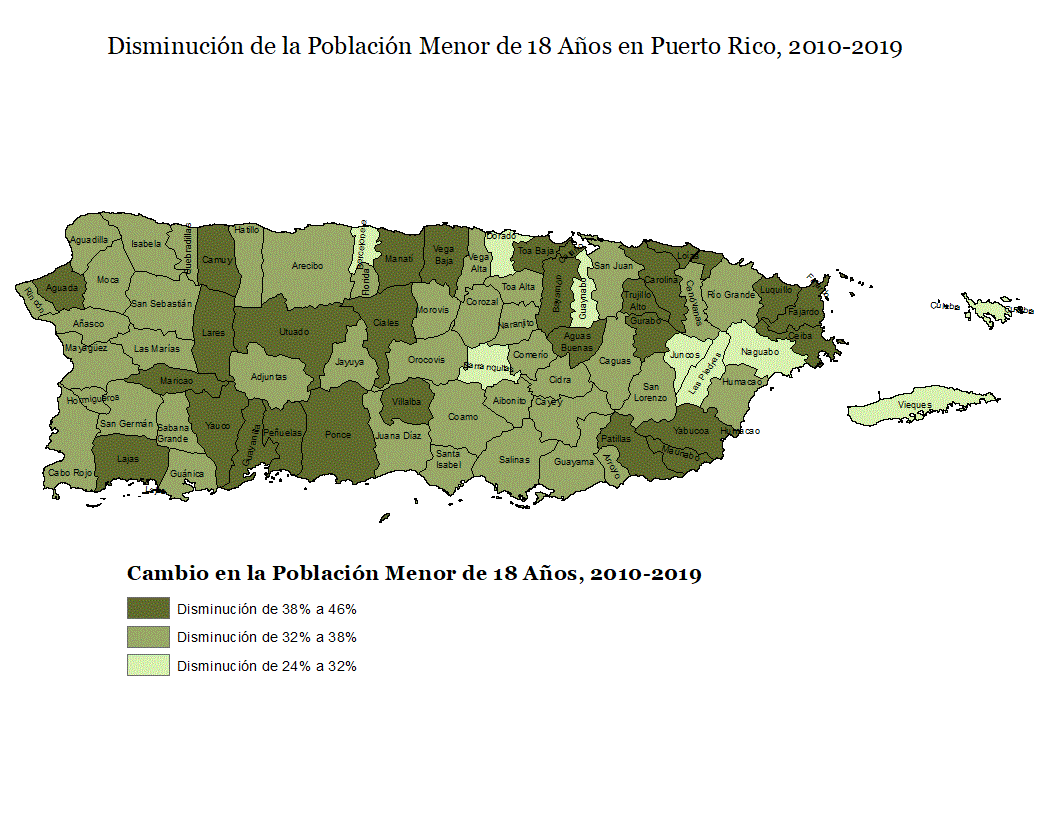 Disminución de la Población Menor de 18 Años en Puerto Rico, 2010-2019
Aguadilla
Isabela
Quebradillas
Camuy
Hatillo
Arecibo
Barceloneta
Florida
Manatí
Vega
Baja
Vega
Alta
Dorado
Toa Baja
Toa Alta
Bayamón
Guaynabo
San Juan
Carolina
Trujillo
Alto
Loíza
Canóvanas
Río Grande
Luquillo
Fajardo
Ceiba
Culebra
Vieques
Rincón
Aguada
Moca
San Sebastián
Añasco
Mayagüez
Las Marías
Lares
Utuado
Ciales
Morovis
Corozal
Naranjito
Orocovis
Barranquitas
Comerío
Aguas
Buenas
Gurabo
Caguas
Juncos
Las Piedras
Naguabo
Humacao
Humacao
Maricao
Adjuntas
Jayuya
Hormigueros
San Germán
Sabana
Grande
Yauco
Guayanilla
Peñuelas
Ponce
Villalba
Juana Díaz
Coamo
Aibonito
Cidra
Cayey
San
Lorenzo
Yabucoa
Maunabo
Patillas
Arroyo
Guayama
Salinas
Santa
Isabel
Cabo Rojo
Lajas
Guánica
Cambio en la Población Menor de 18 Años, 2010-2019
Disminución de 38% a 46%
Disminución de 32% a 38%
Disminución de 24% a 32%